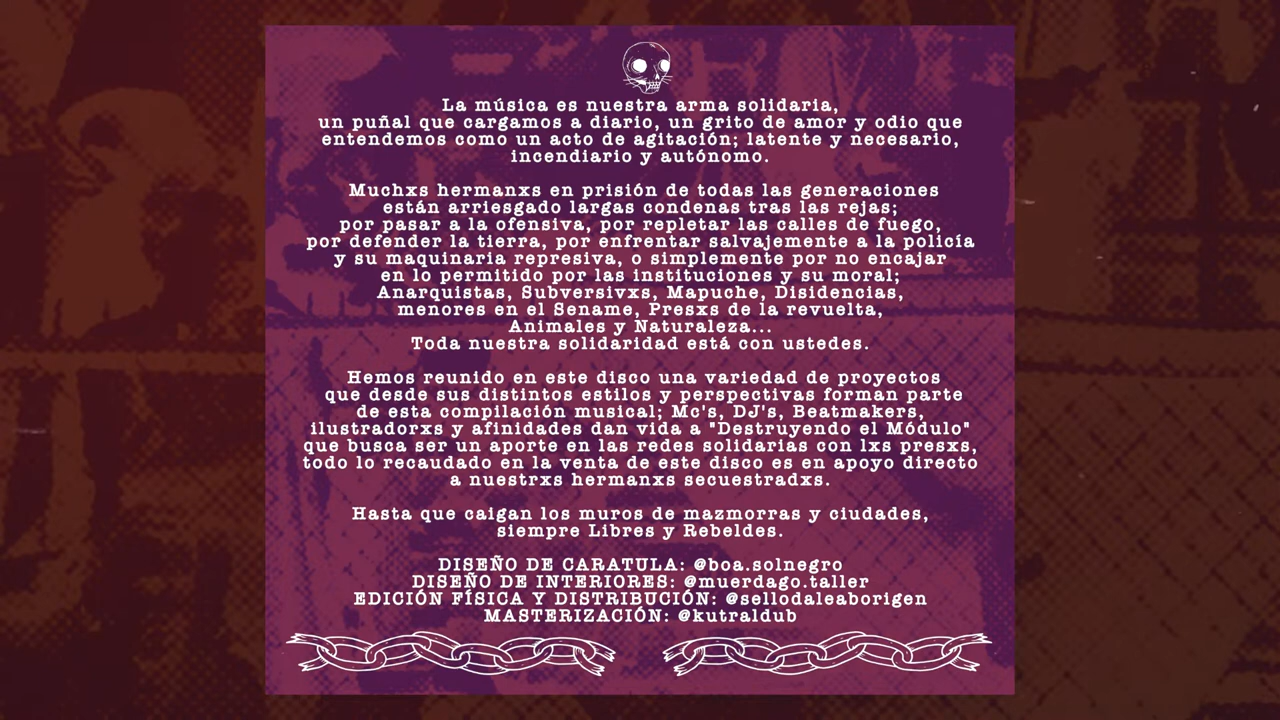 La música es nuestra arma solidaria,
un puñal que cargamos a diario, un grito de amor y odio que
entendemos como un acto de agitación; latente y necesario,
incendiario y autónomo.
Muchxs hermanxs en prisión de todas las generaciones
están arriesgado largas condenas tras las rejas;
por pasar a la ofensiva, por repletar las calles de fuego,
por defender la tierra, por enfrentar salvajemente a la policía
y su maquinaria represiva, o simplemente por no encajar
en lo permitido por las instituciones y su moral;
Anarquistas, Subversivxs, Mapuche, Disidencias,
menores en el Sename, Presxs de la revuelta,
Animales y Naturaleza...
Toda nuestra solidaridad está con ustedes.
Hemos reunido en este disco una variedad de proyectos
que desde sus distintos estilos y perspectivas forman parte
de esta compilación musical; Mc's, DJ's, Beatmakers,
ilustradorxs y afinidades dan vida a "Destruyendo el Módulo"
que busca ser un aporte en las redes solidarias con lxs presxs,
todo lo recaudado en la venta de este disco es en apoyo directo
a nuestrxs hermanxs secuestradxs.
Hasta que caigan los muros de mazmorras y ciudades,
siempre Libres y Rebeldes.
DISEÑO DE CARATULA: @boa.solnegro
DISEÑO DE INTERIORES: @muerdago.taller
EDICIÓN FÍSICA Y DISTRIBUCIÓN: @sellodaleaborigen
MASTERIZACIÓN: @kutraldub